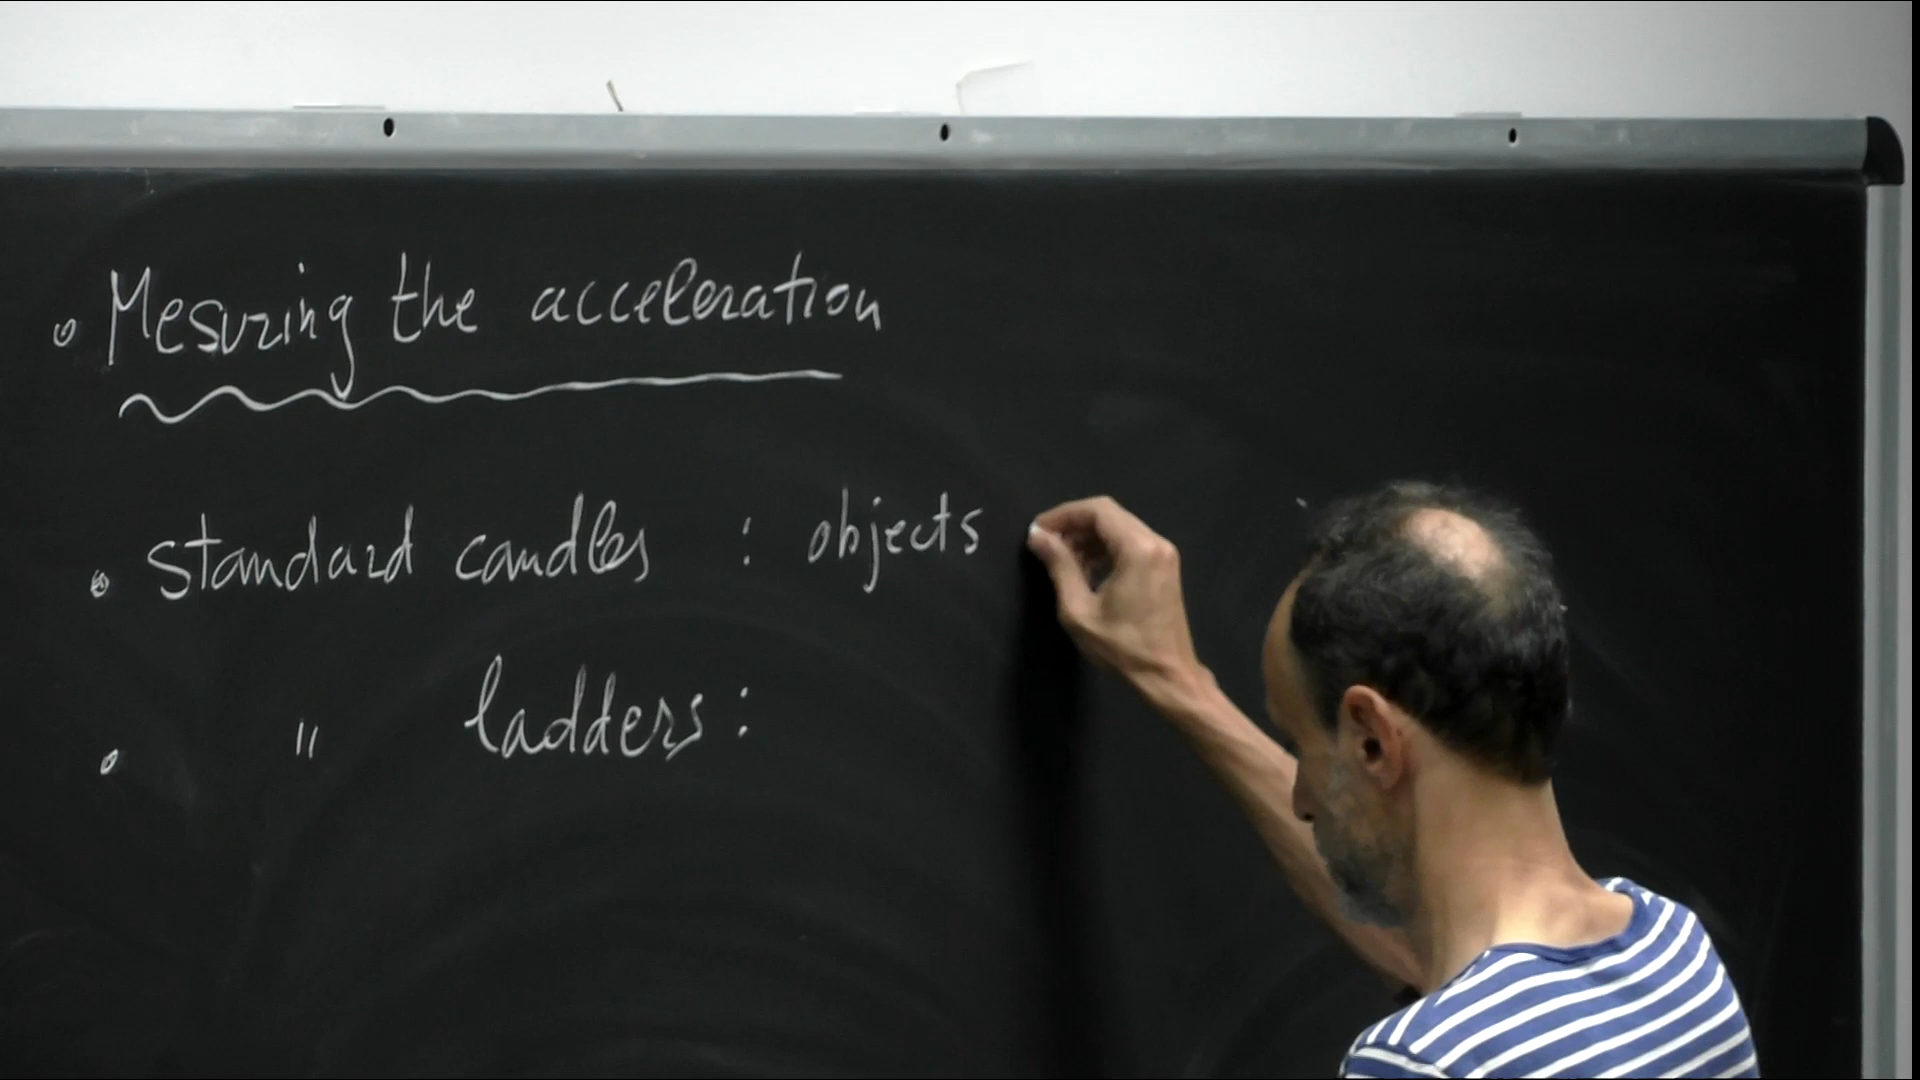 • Mesuring the acceleration
• standard candles : objects
• " ladders :